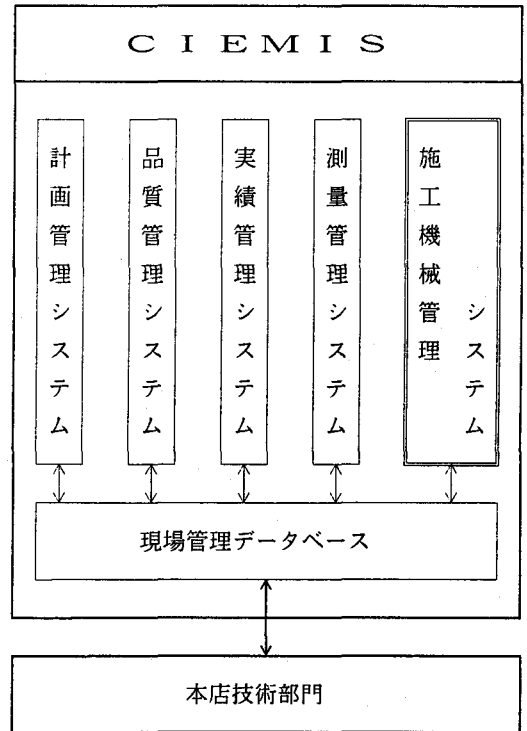 CIEMIS
計画管理システム
品質管理システム
実績管理システム
測量管理システム
施工機械管理
システム
現場管理データベース
本店技術部門